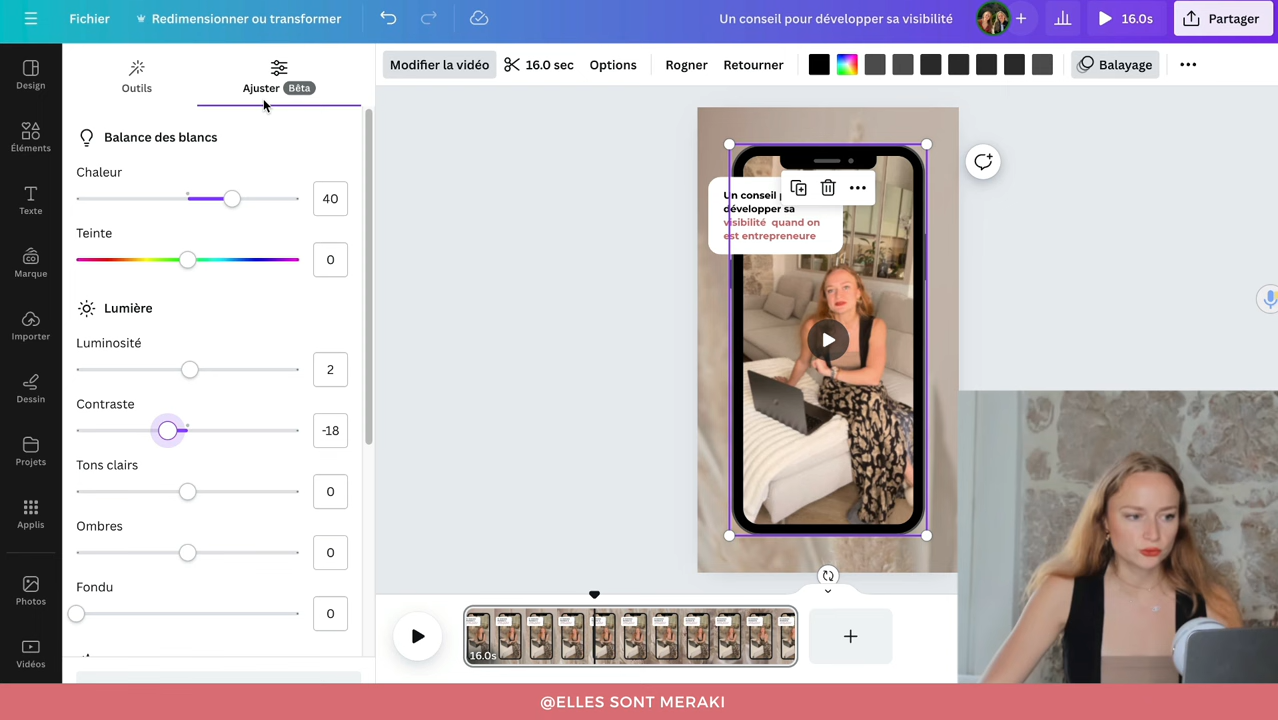 Fichier
Redimensionner ou transformer
Un conseil pour développer sa visibilité
16.0s
Partager
Design
Éléments
Texte
Marque
Importer
Dessin
Projets
Applis
Photos
Vidéos
Outils
Ajuster Bêta
Balance des blancs
Chaleur
40
Teinte
0
Lumière
Luminosité
2
Contraste
-18
Tons clairs
0
Ombres
0
Fondu
0
Modifier la vidéo
16.0 sec
Options
Rogner
Retourner
Balayage
Un conseil
développer sa
visibilité quand on
est entrepreneure
16.0s
@ELLES SONT MERAKI